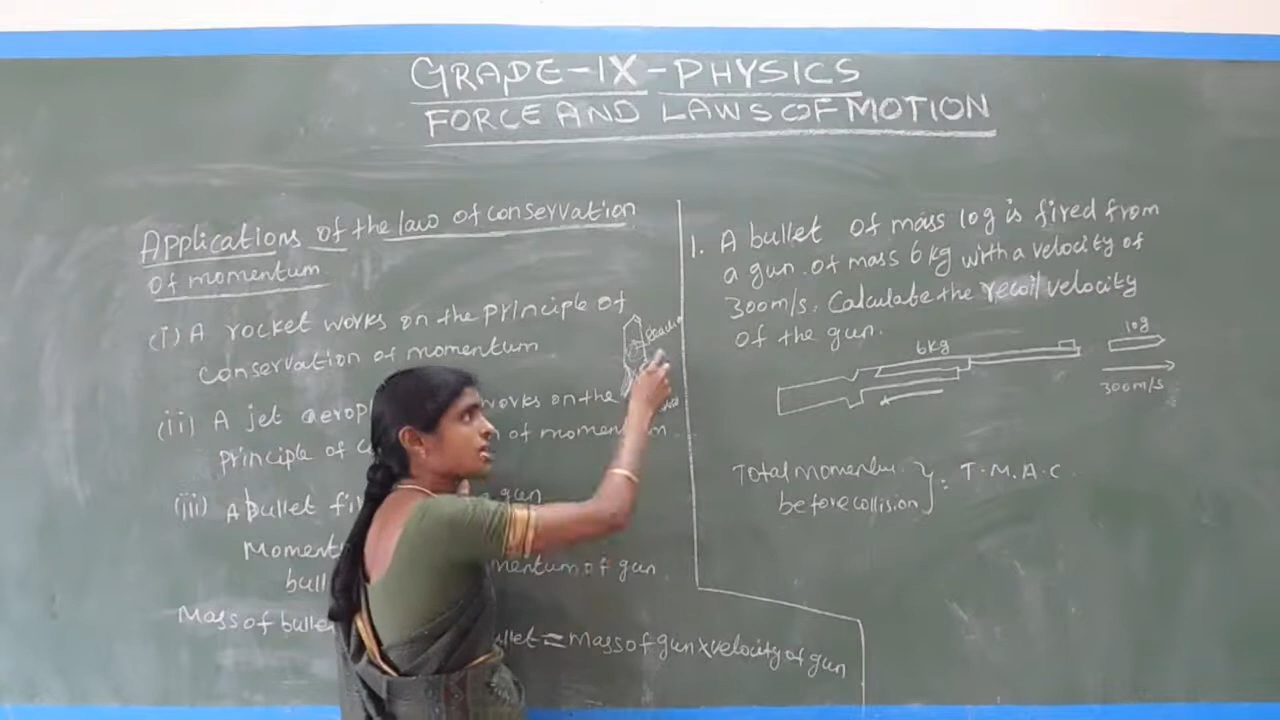 GRADE-IX-PHYSICS
FORCE AND LAWS OF MOTION
Applications of the law of conservation
of momentum
(i) A rocket works on the principle of
conservation of momentum
(ii) A jet aerop works on the
principle of of momentum
(iii) A bullet fi gun
Moment mentum of gun
bull
Mass of bullet llet = Mass of gun x velocity of gun
1. A bullet of mass 10g is fired from
a gun of mass 6kg with a velocity of
300m/s. Calculate the recoil velocity
of the gun.
6kg
10g
300m/s
Total momentum } = T.M.A.C
before collision